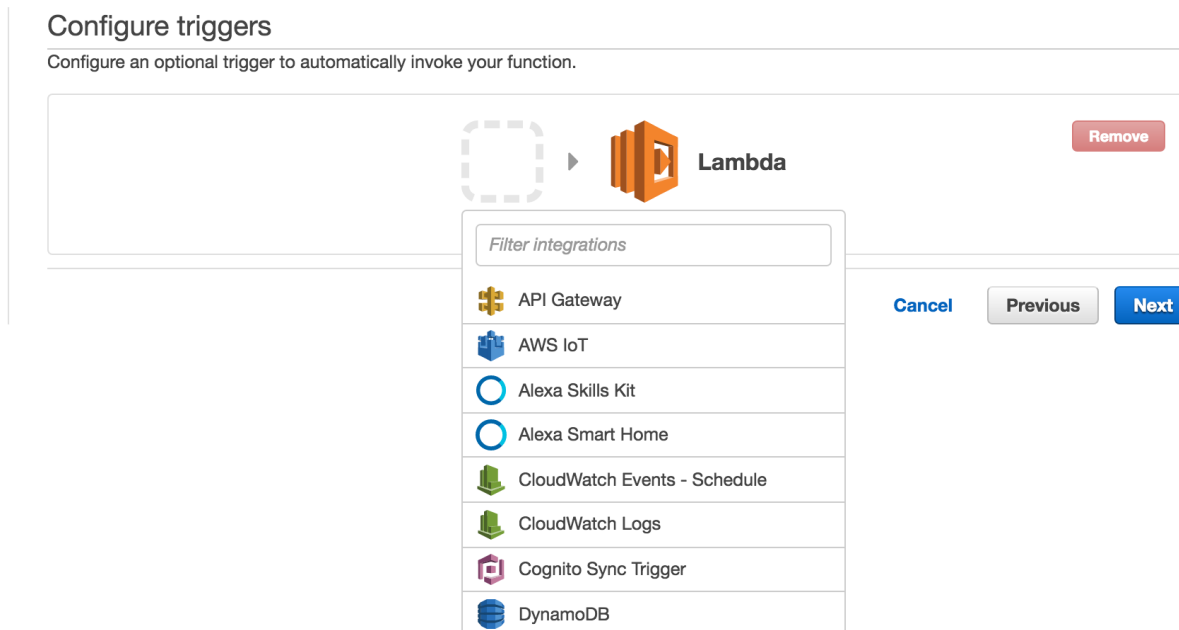 Configure triggers
Configure an optional trigger to automatically invoke your function.
Lambda
Remove
Filter integrations
API Gateway
AWS IoT
Alexa Skills Kit
Alexa Smart Home
CloudWatch Events - Schedule
CloudWatch Logs
Cognito Sync Trigger
DynamoDB
Cancel
Previous
Next